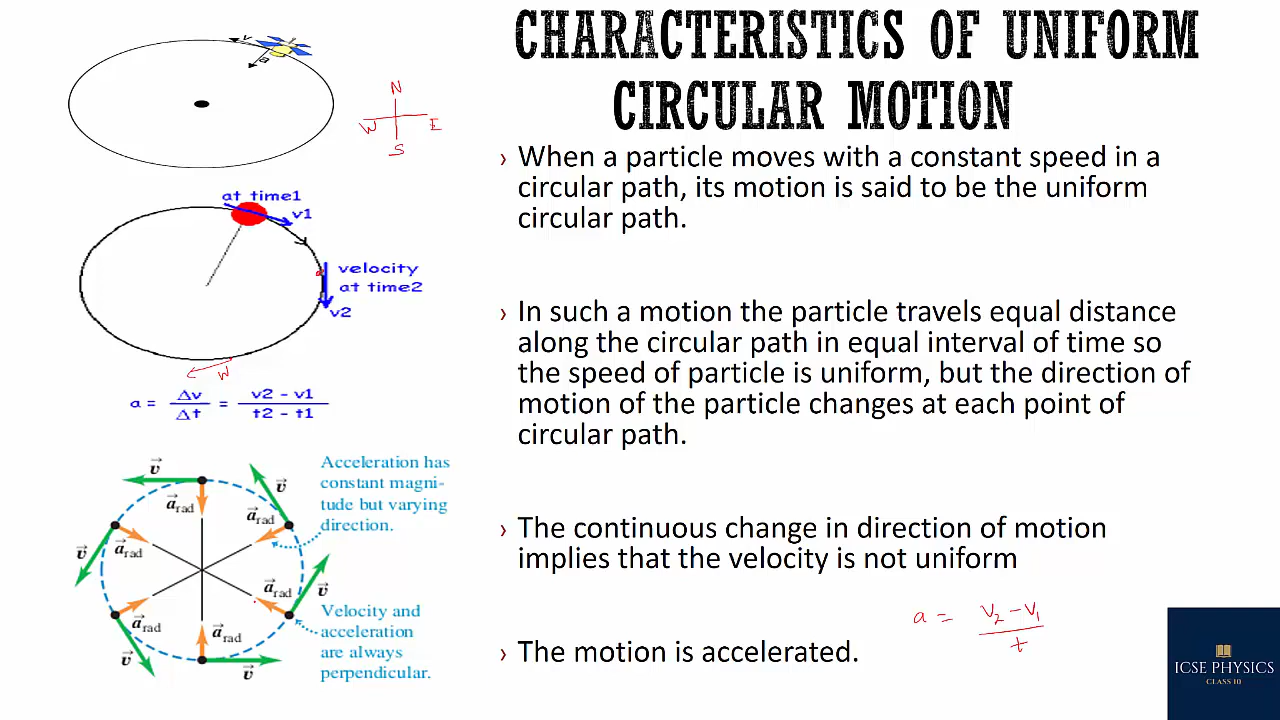 CHARACTERISTICS OF UNIFORM
CIRCULAR MOTION
› When a particle moves with a constant speed in a
circular path, its motion is said to be the uniform
circular path.
› In such a motion the particle travels equal distance
along the circular path in equal interval of time so
the speed of particle is uniform, but the direction of
motion of the particle changes at each point of
circular path.
› The continuous change in direction of motion
implies that the velocity is not uniform
› The motion is accelerated.
a = V2 - V1
t
v
a
N
W E
S
at time1
v1
velocity
at time2
v2
W
a = Δv = v2 - v1
Δt t2 - t1
Acceleration has
constant magni-
tude but varying
direction.
v⃗
a⃗rad
v⃗
a⃗rad
v⃗
a⃗rad
v⃗
a⃗rad
v⃗
a⃗rad
v⃗
a⃗rad
Velocity and
acceleration
are always
perpendicular.
ICSE PHYSICS
CLASS 10